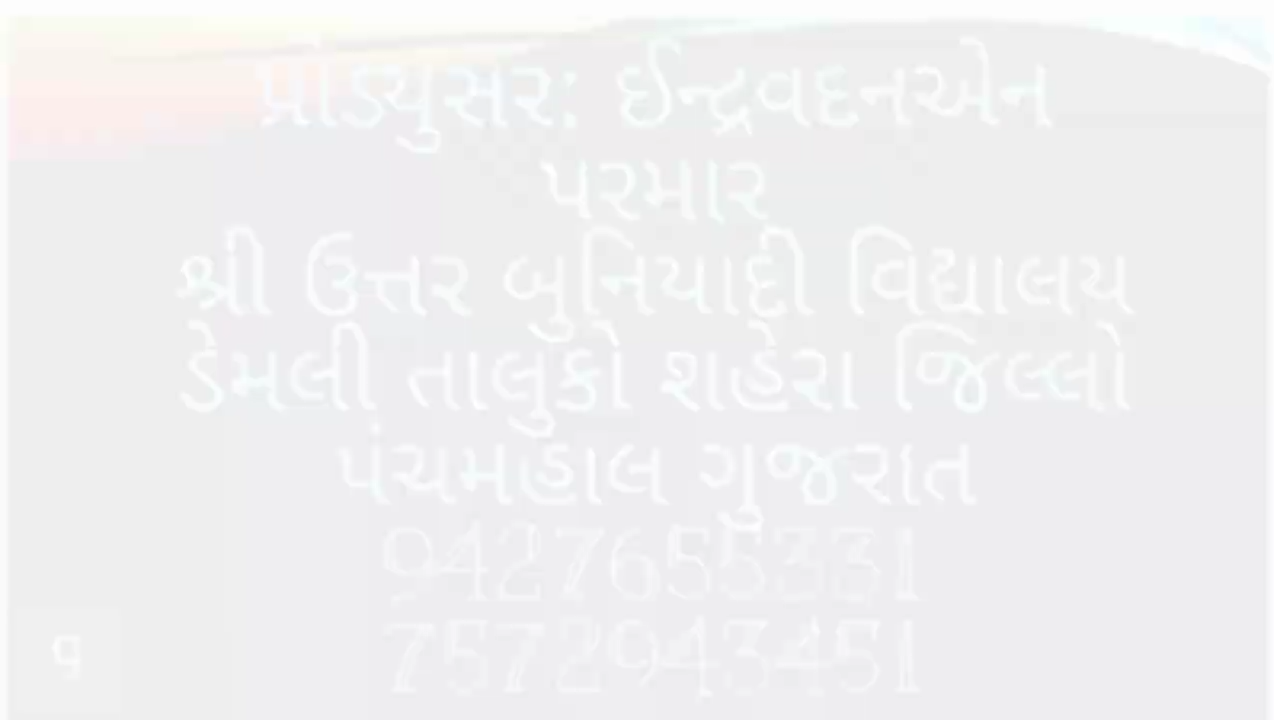 પ્રોડ્યુસર: ઈન્દ્રવદનએન
પરમાર
શ્રી ઉત્તર બુનિયાદી વિદ્યાલય
ડેમલી તાલુકો શહેરા જિલ્લો
પંચમહાલ ગુજરાત
9427655331
7572943451
૧